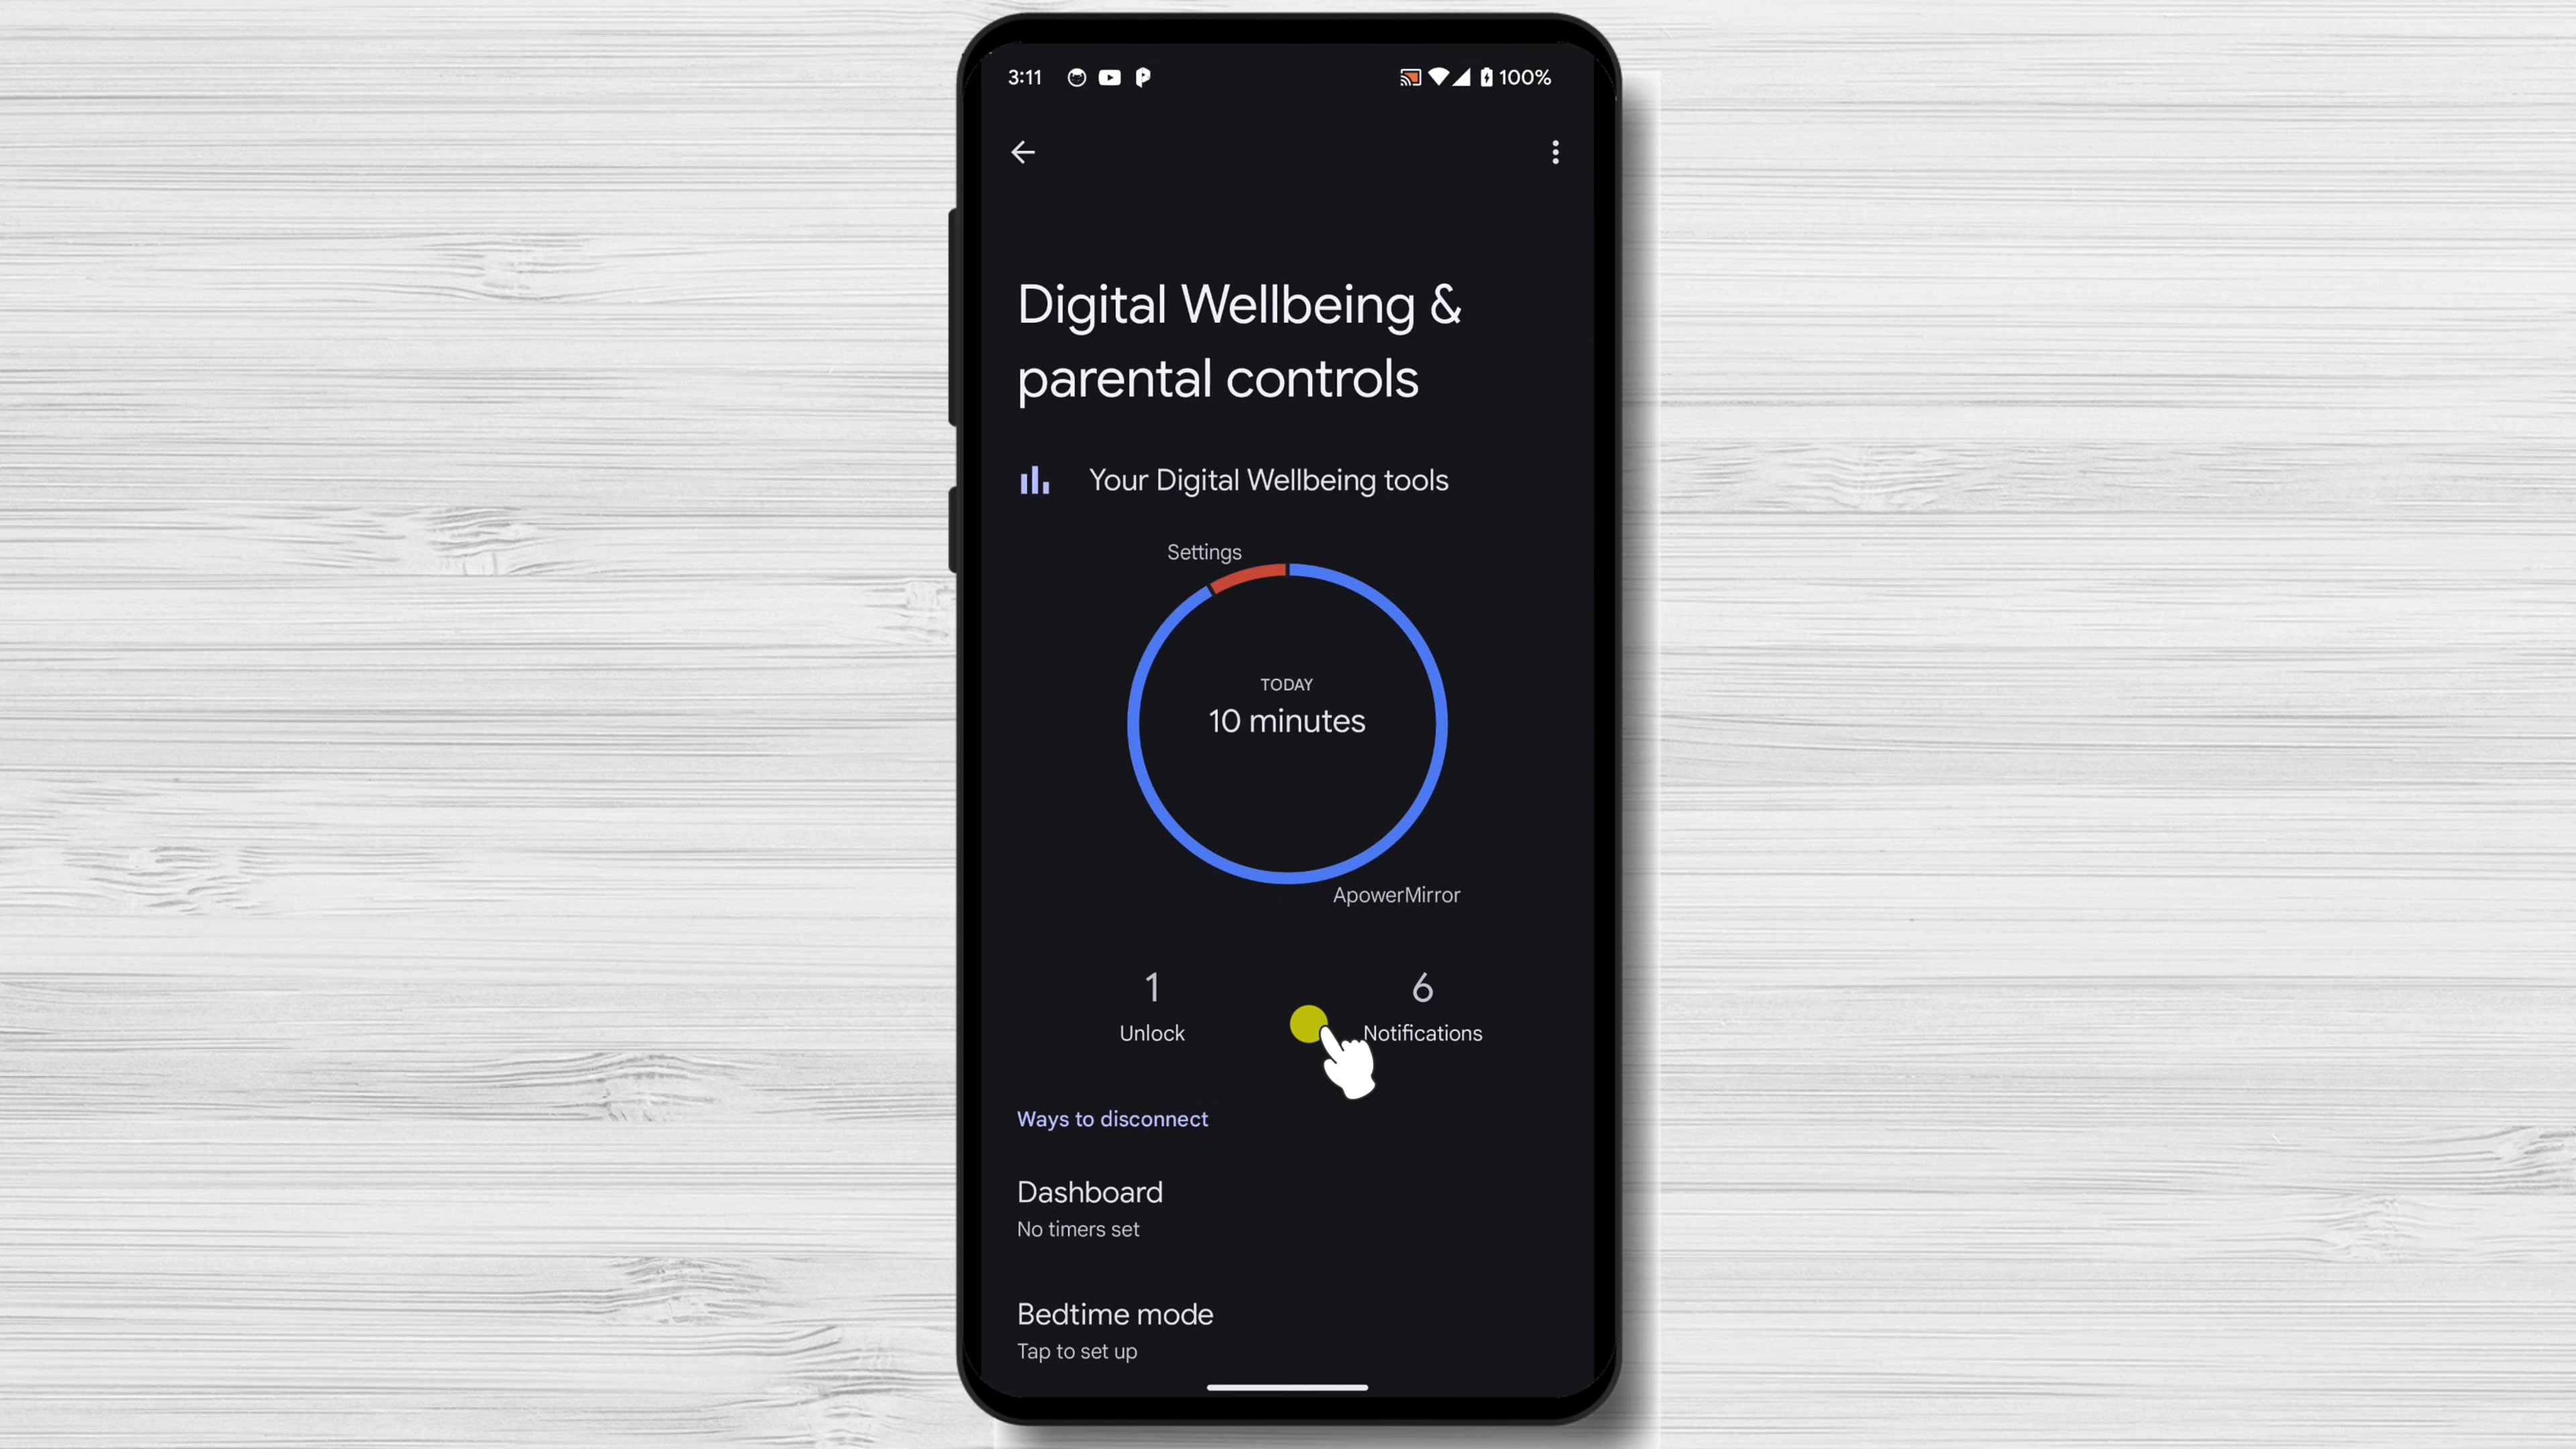 3:11
100%
Digital Wellbeing &
parental controls
Your Digital Wellbeing tools
Settings
TODAY
10 minutes
ApowerMirror
1
6
Unlock
Notifications
Ways to disconnect
Dashboard
No timers set
Bedtime mode
Tap to set up